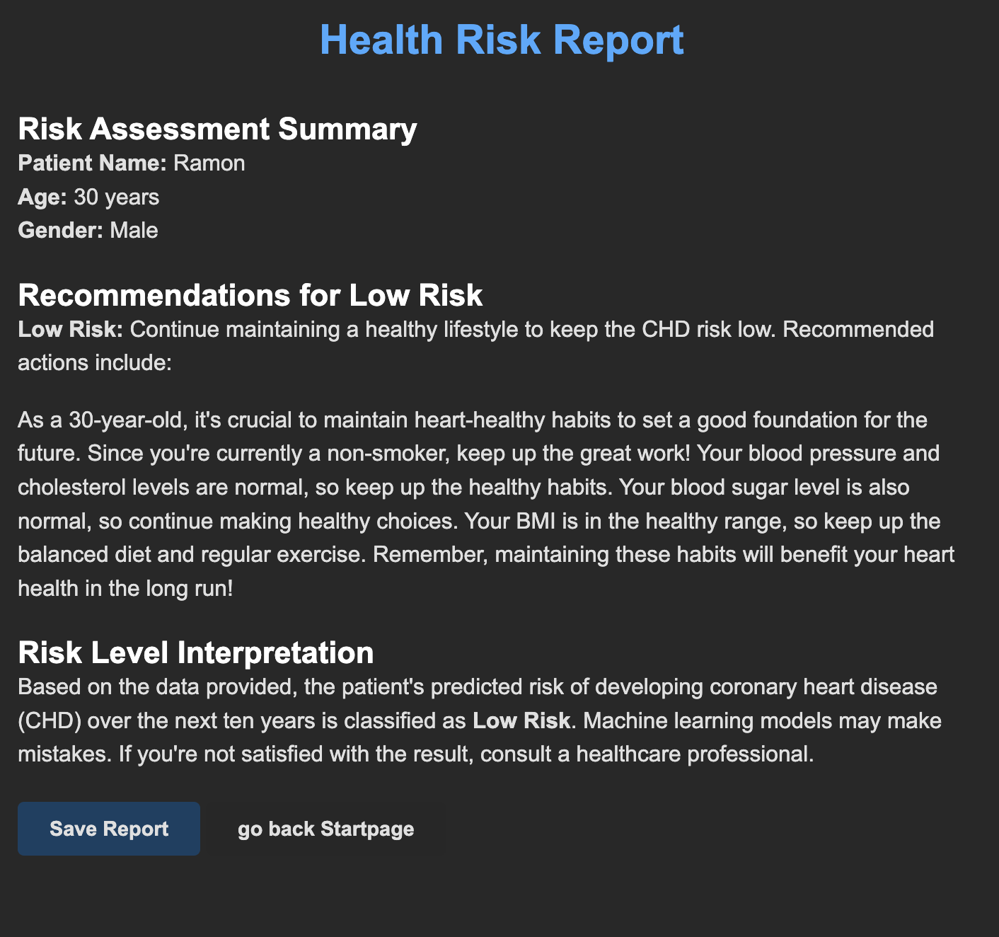 Health Risk Report
Risk Assessment Summary
Patient Name: Ramon
Age: 30 years
Gender: Male
Recommendations for Low Risk
Low Risk: Continue maintaining a healthy lifestyle to keep the CHD risk low. Recommended
actions include:
As a 30-year-old, it's crucial to maintain heart-healthy habits to set a good foundation for the
future. Since you're currently a non-smoker, keep up the great work! Your blood pressure and
cholesterol levels are normal, so keep up the healthy habits. Your blood sugar level is also
normal, so continue making healthy choices. Your BMI is in the healthy range, so keep up the
balanced diet and regular exercise. Remember, maintaining these habits will benefit your heart
health in the long run!
Risk Level Interpretation
Based on the data provided, the patient's predicted risk of developing coronary heart disease
(CHD) over the next ten years is classified as Low Risk. Machine learning models may make
mistakes. If you're not satisfied with the result, consult a healthcare professional.
Save Report go back Startpage